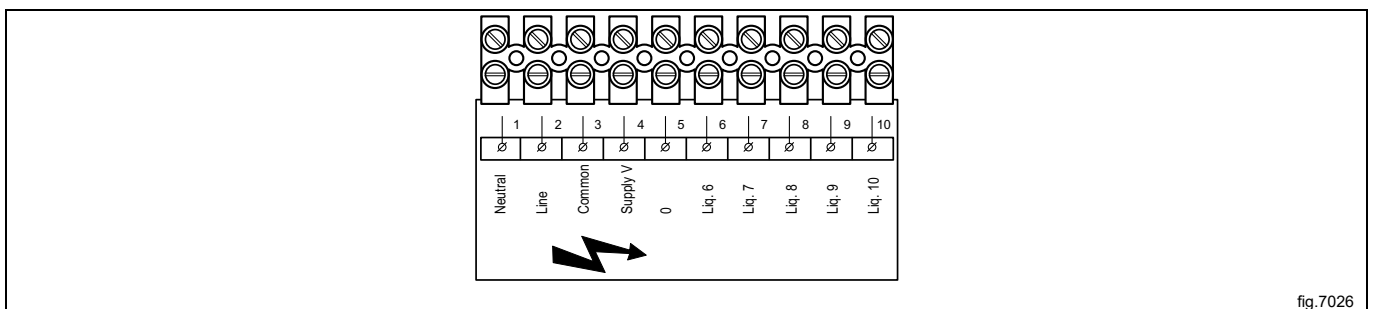 1 2 3 4 5 6 7 8 9 10
Neutral
Line
Common
Supply V
0
Liq. 6
Liq. 7
Liq. 8
Liq. 9
Liq. 10
fig.7026